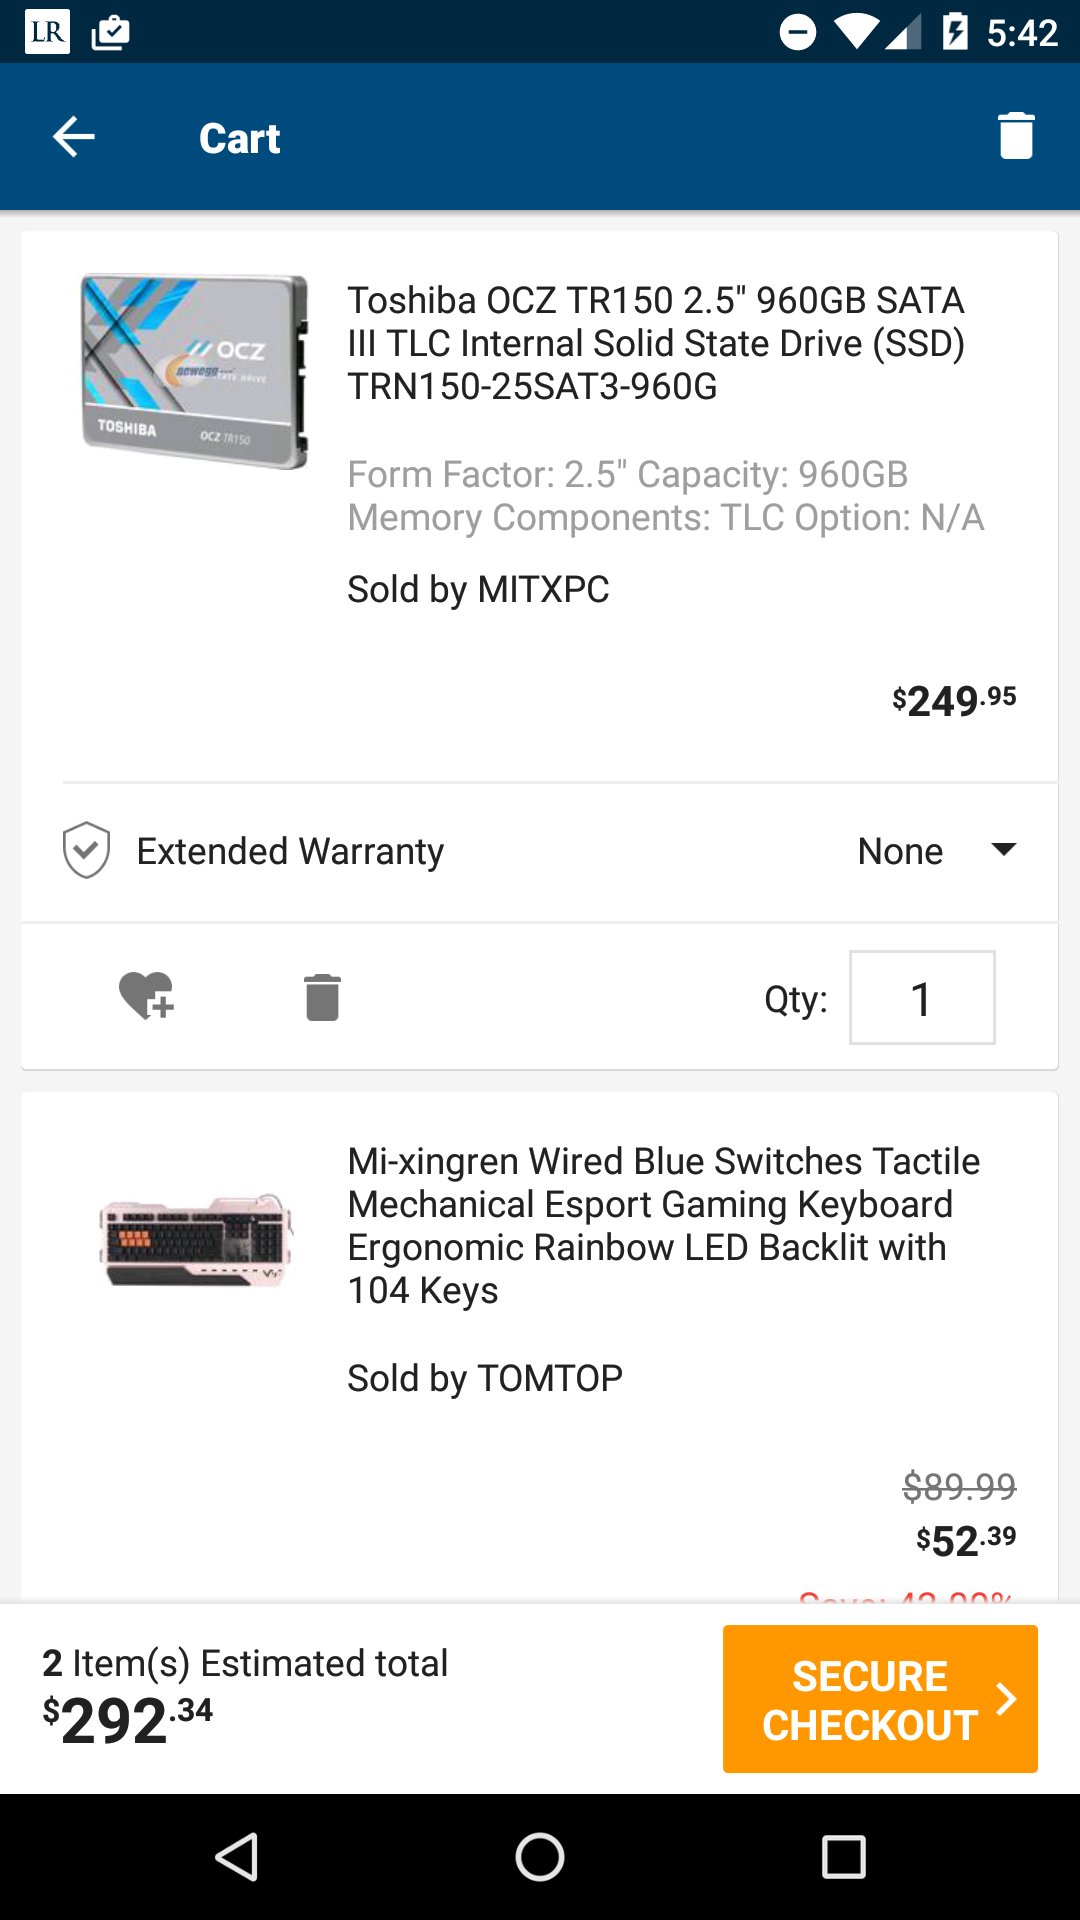 LR
5:42
Cart
OCZ
newegg
TOSHIBA
OCZ TR150
Toshiba OCZ TR150 2.5" 960GB SATA
III TLC Internal Solid State Drive (SSD)
TRN150-25SAT3-960G
Form Factor: 2.5" Capacity: 960GB
Memory Components: TLC Option: N/A
Sold by MITXPC
$249.95
Extended Warranty
None
Qty:
1
Mi-xingren Wired Blue Switches Tactile
Mechanical Esport Gaming Keyboard
Ergonomic Rainbow LED Backlit with
104 Keys
Sold by TOMTOP
$89.99
$52.39
2 Item(s) Estimated total
$292.34
SECURE
CHECKOUT